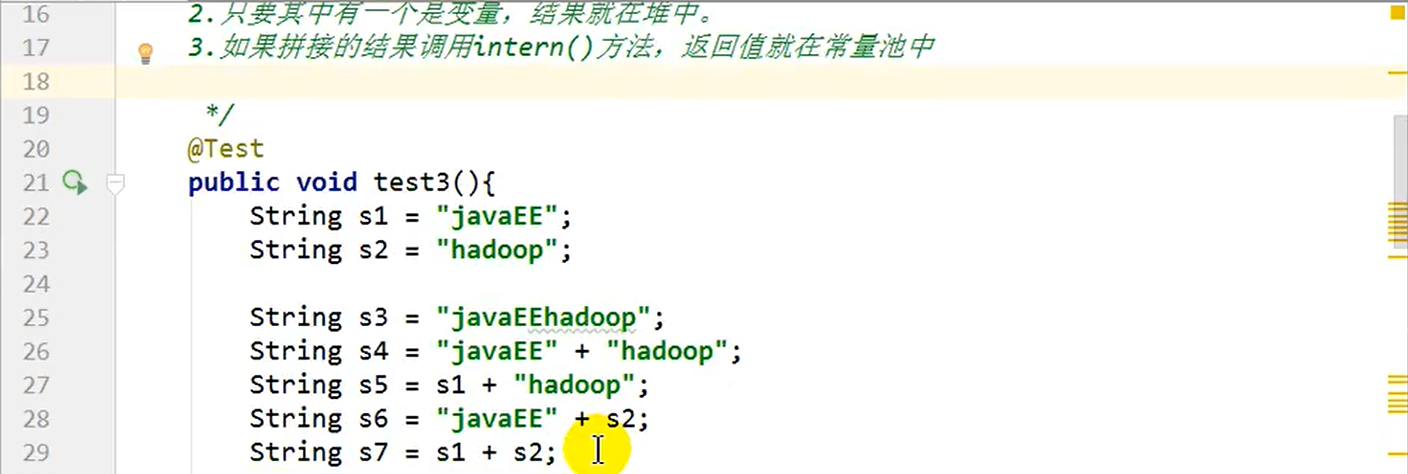 16 2.只要其中有一个是变量，结果就在堆中。
17 3.如果拼接的结果调用intern()方法，返回值就在常量池中
18
19 */
20 @Test
21 public void test3(){
22 String s1 = "javaEE";
23 String s2 = "hadoop";
24
25 String s3 = "javaEEhadoop";
26 String s4 = "javaEE" + "hadoop";
27 String s5 = s1 + "hadoop";
28 String s6 = "javaEE" + s2;
29 String s7 = s1 + s2;